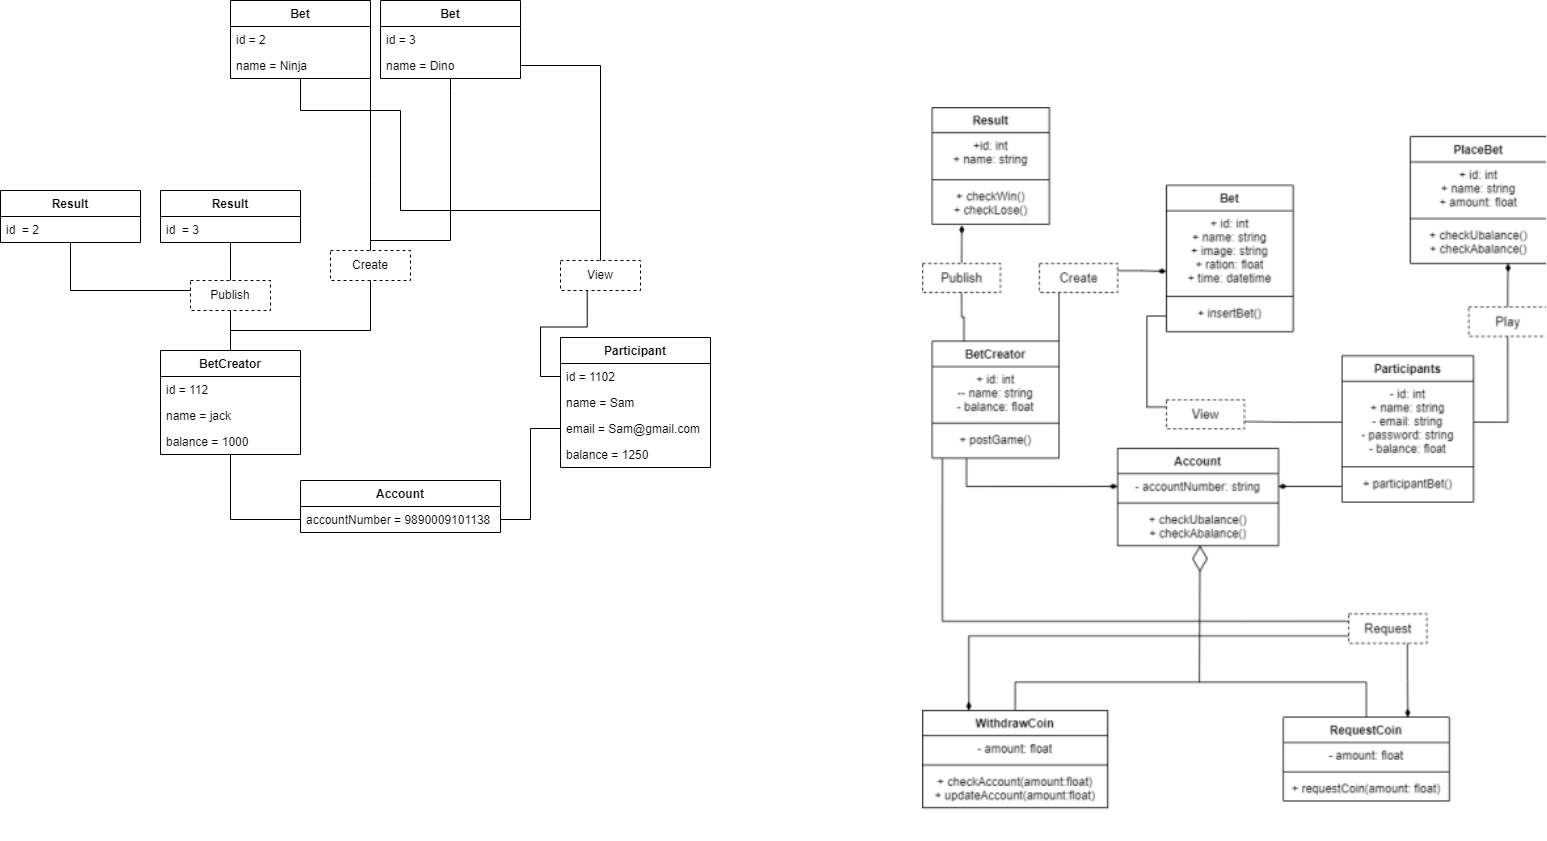 Bet
id = 2
name = Ninja
Bet
id = 3
name = Dino
Result
id  = 2
Result
id  = 3
Publish
Create
View
BetCreator
id = 112
name = jack
balance = 1000
Participant
id = 1102
name = Sam
email = Sam@gmail.com
balance = 1250
Account
accountNumber = 9890009101138
Result
+id: int
+ name: string
+ checkWin()
+ checkLose()
PlaceBet
+ id: int
+ name: string
+ amount: float
+ checkUbalance()
+ checkAbalance()
Bet
+ id: int
+ name: string
+ image: string
+ ration: float
+ time: datetime
+ insertBet()
Publish
Create
Play
BetCreator
+ id: int
-- name: string
- balance: float
+ postGame()
View
Participants
- id: int
+ name: string
- email: string
- password: string
- balance: float
+ participantBet()
Account
- accountNumber: string
+ checkUbalance()
+ checkAbalance()
Request
WithdrawCoin
- amount: float
+ checkAccount(amount:float)
+ updateAccount(amount:float)
RequestCoin
- amount: float
+ requestCoin(amount: float)